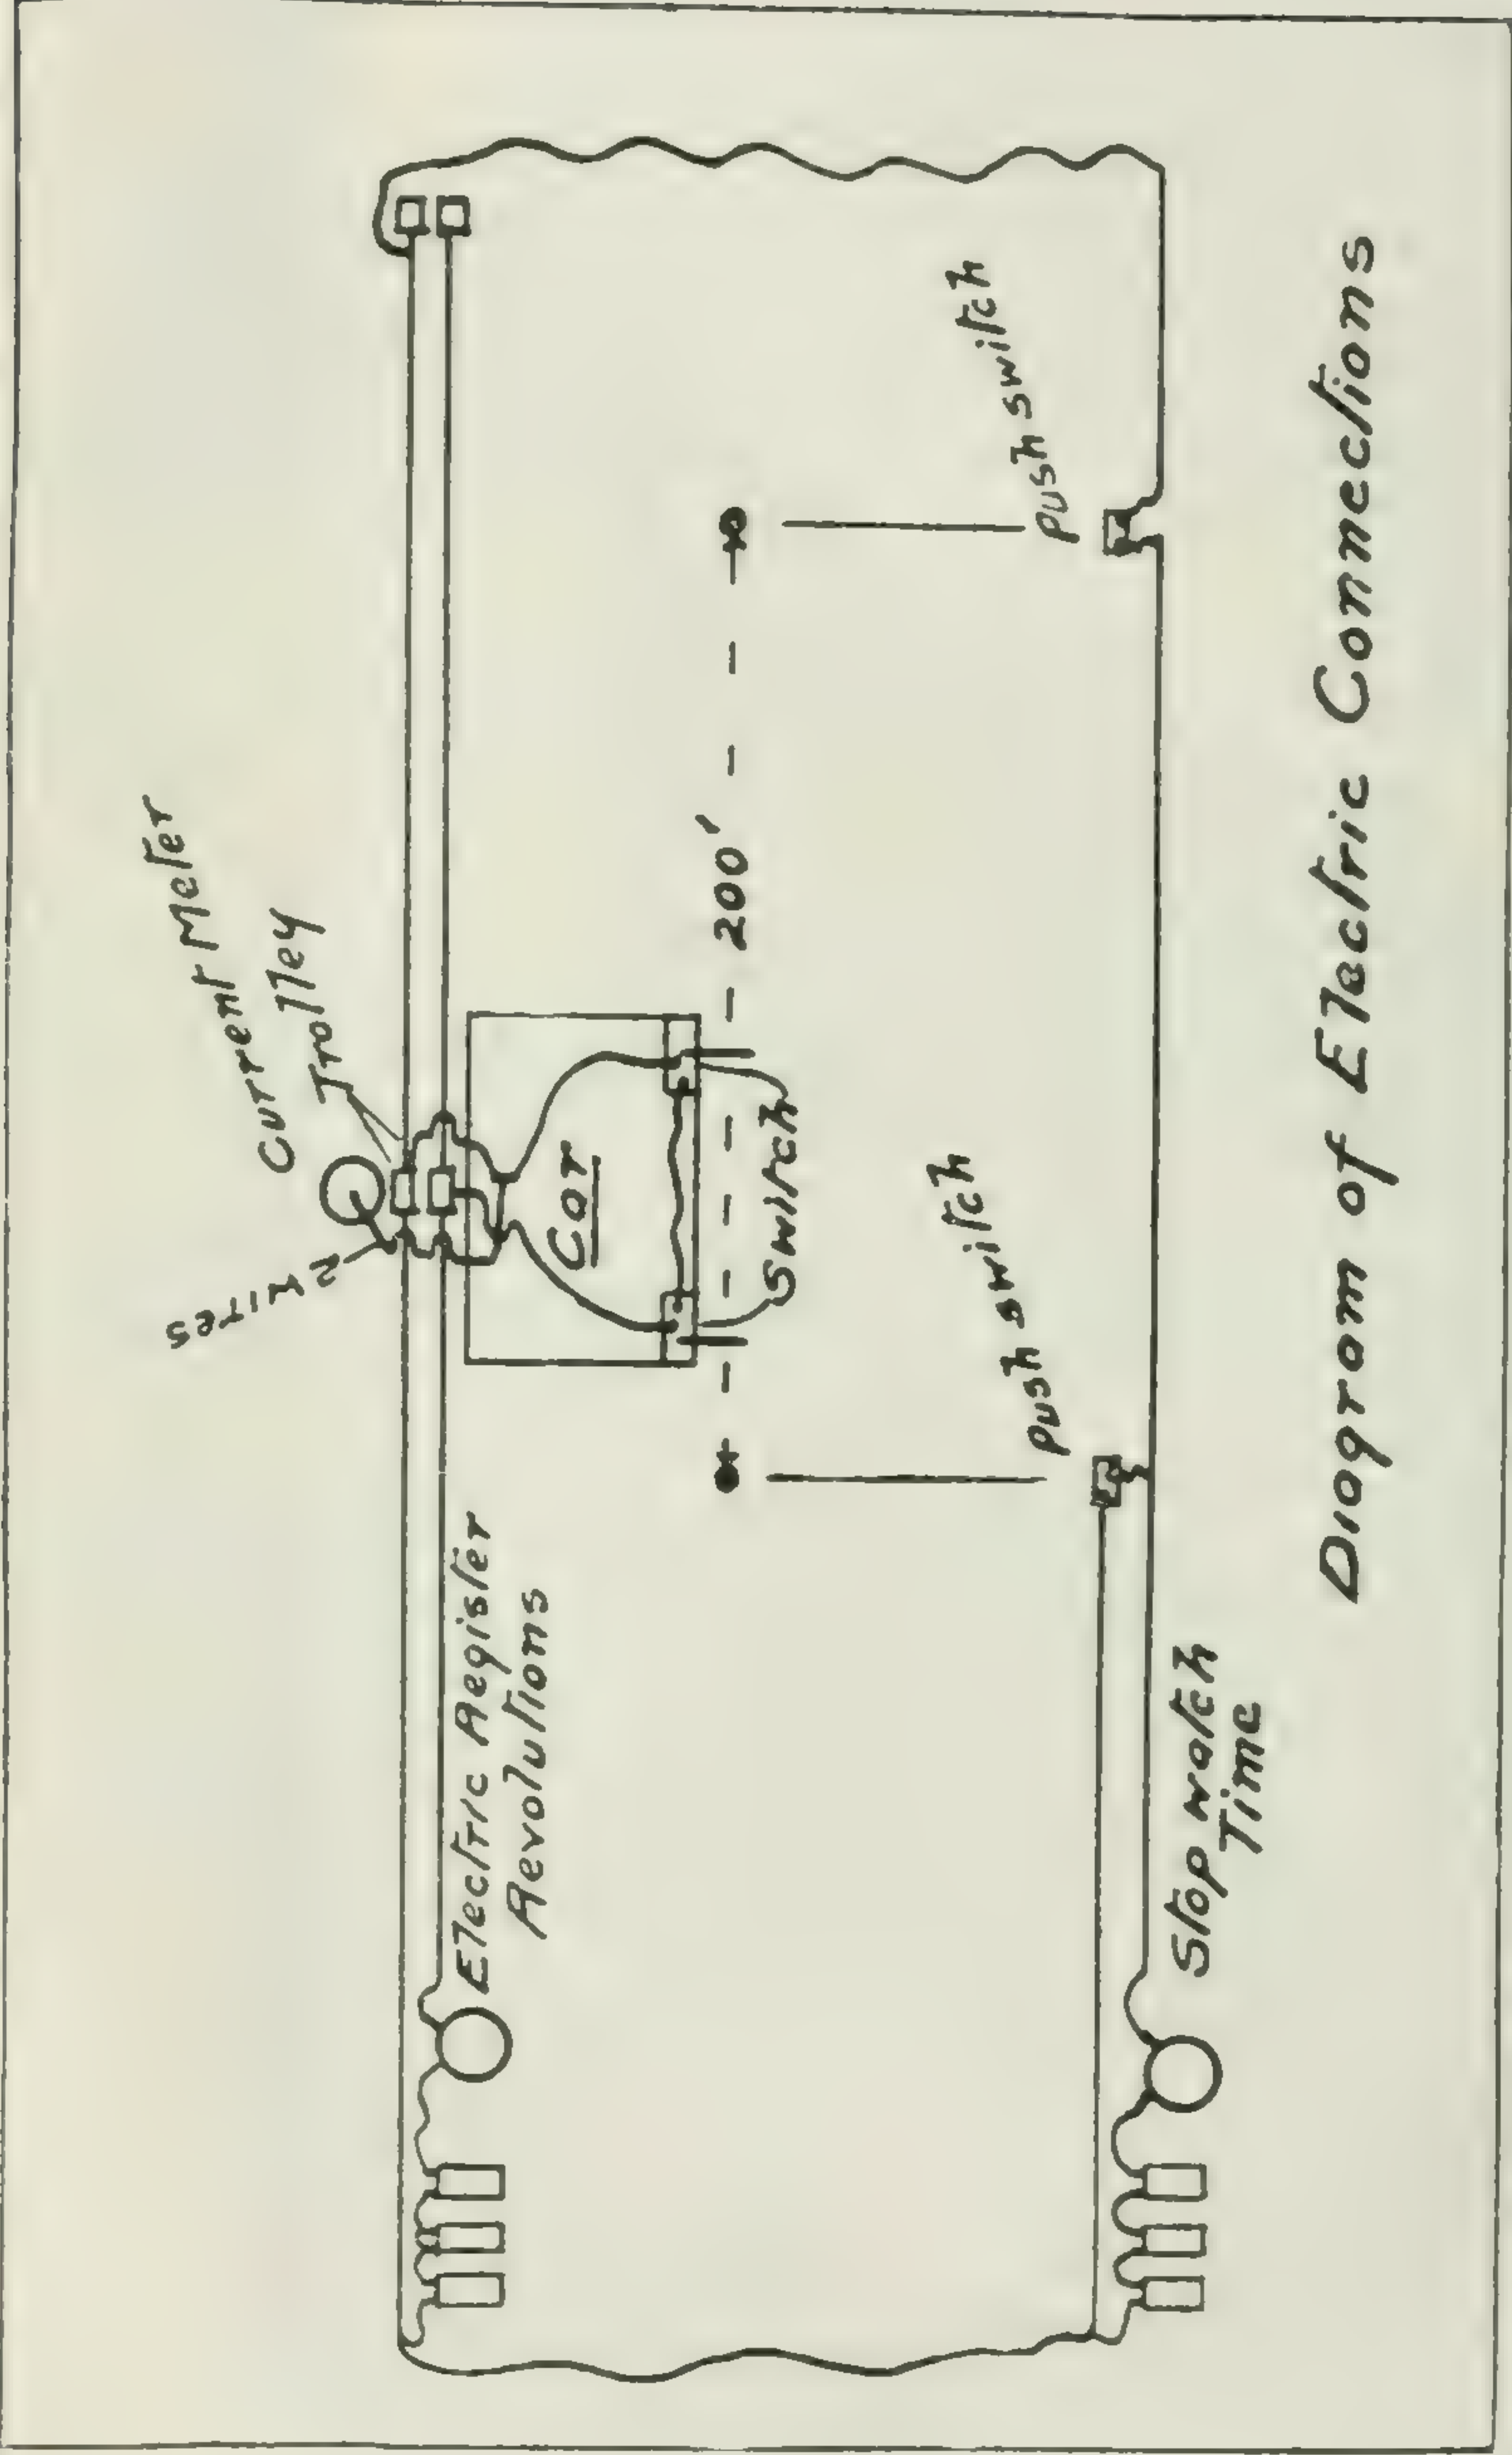 2 wires
Current Meter
Trolley
Electric Register
Revolutions
Car
200'
Switch
push switch
push switch
Stop watch
Time
Diagram of Electric Connections